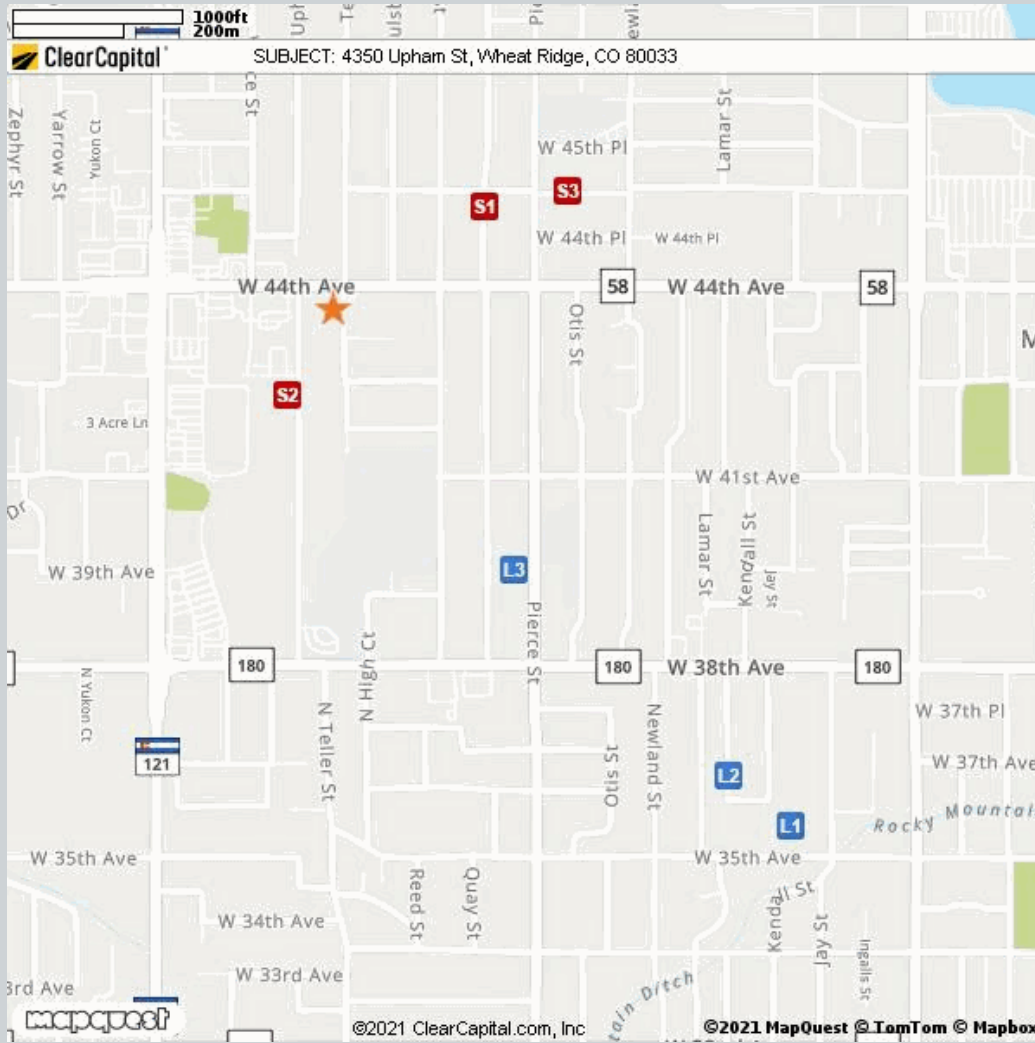 1000ft
200m
ClearCapital
SUBJECT: 4350 Upham St, Wheat Ridge, CO 80033
ce St
Zephyr St
Yarrow St
Yukon Ct
Lamar St
W 45th Pl
S1
S3
W 44th Pl
W 44th Pl
W 44th Ave
58
W 44th Ave
58
Otis St
M
S2
3 Acre Ln
W 41st Ave
Dr
Lamar St
Kendall St
Jay St
W 39th Ave
L3
Pierce St
N High Ct
180
180
W 38th Ave
180
N Yukon Ct
N Teller St
Newland St
W 37th Pl
Otis St
121
L2
W 37th Ave
L1
Rocky Mountain
W 35th Ave
W 35th Ave
Reed St
Quay St
Kendall St
Jay St
W 34th Ave
Ingalls St
W 33rd Ave
3rd Ave
tain Ditch
mapquest
©2021 ClearCapital.com, Inc
©2021 MapQuest © TomTom © Mapbox